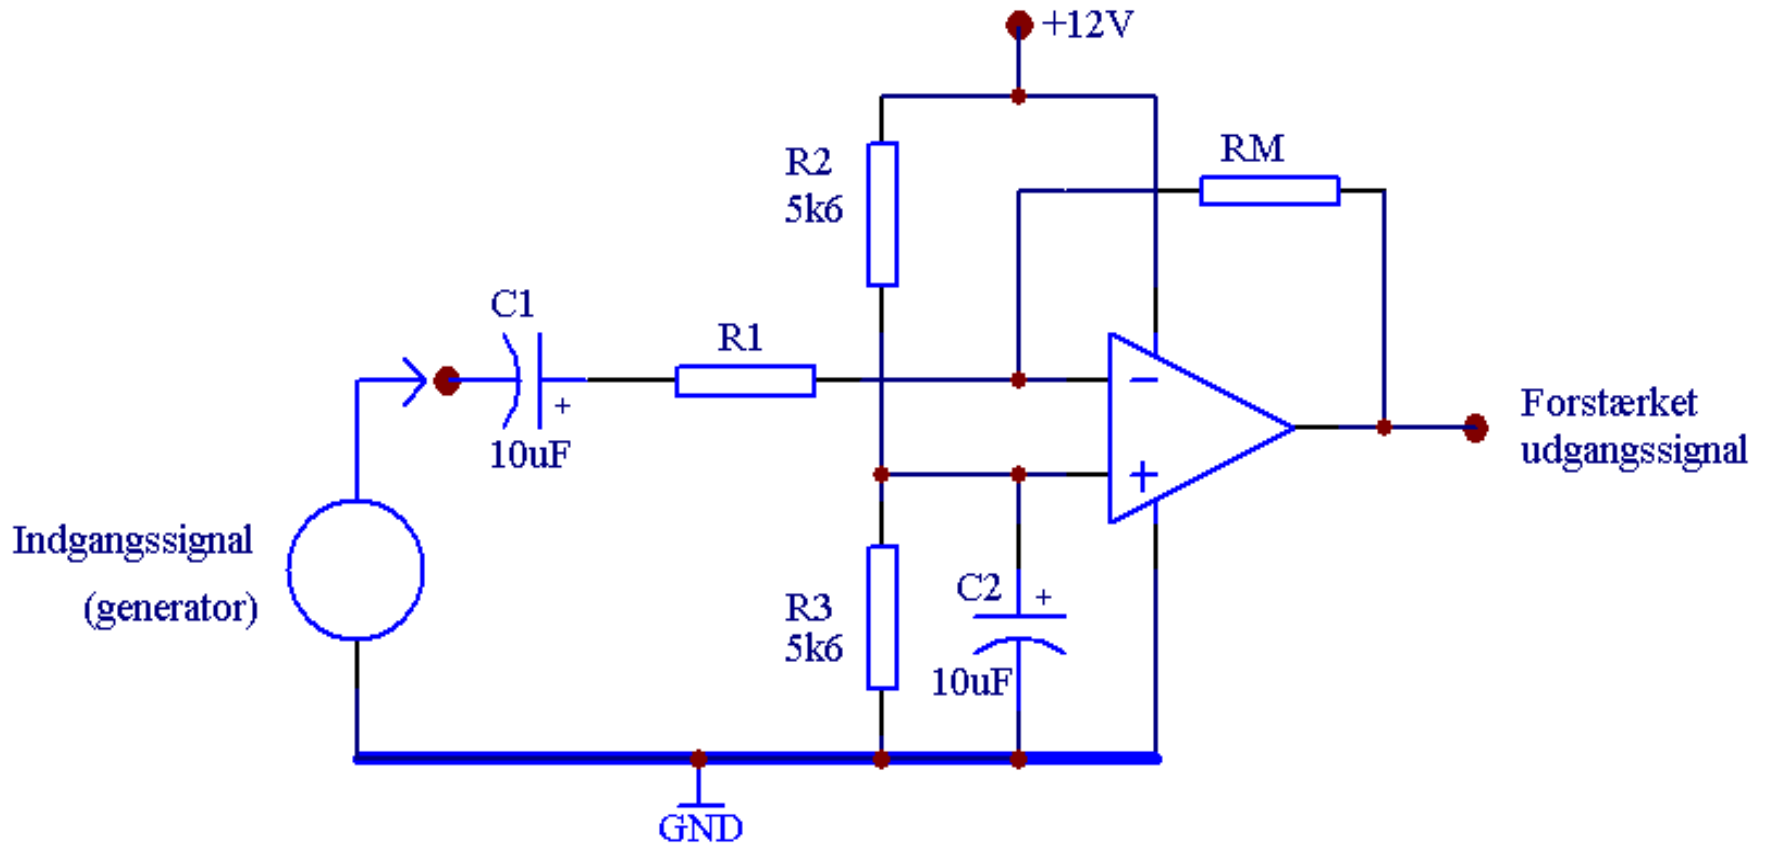 +12V
RM
R2
5k6
C1
+
10uF
R1
−
+
Forstærket
udgangssignal
Indgangssignal
(generator)
R3
5k6
C2
+
10uF
GND